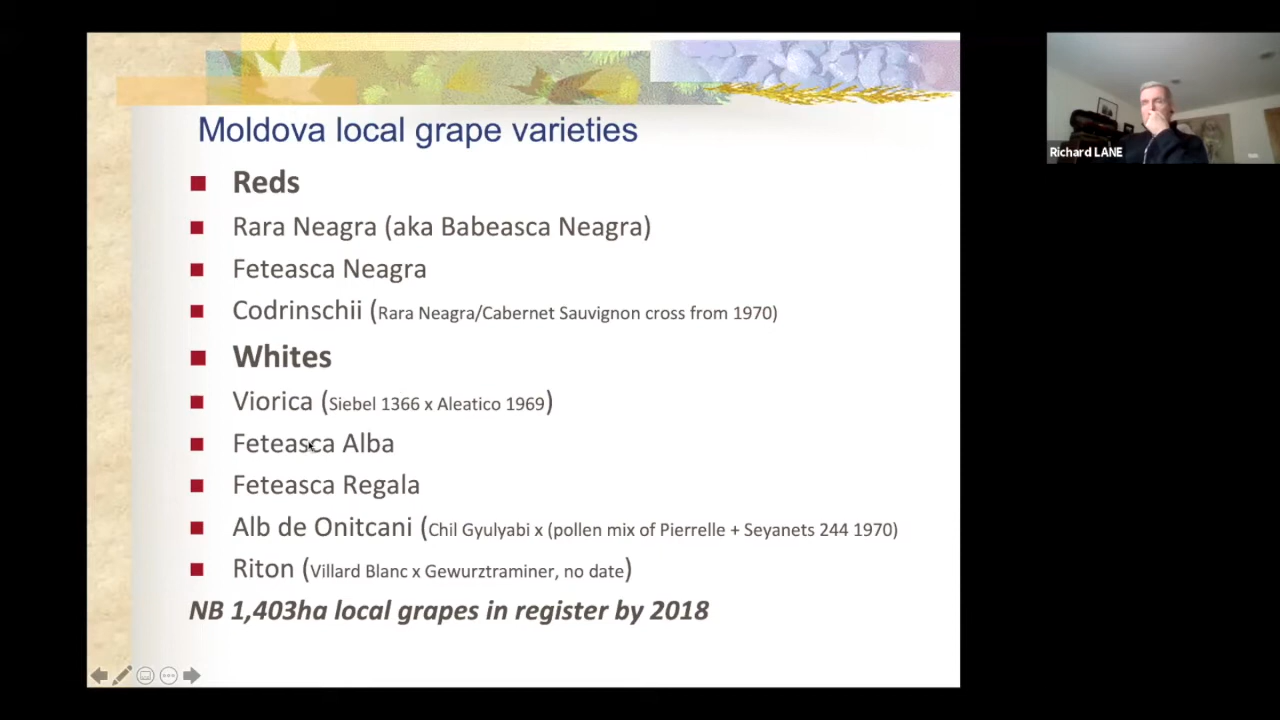 Moldova local grape varieties
Reds
Rara Neagra (aka Babeasca Neagra)
Feteasca Neagra
Codrinschii (Rara Neagra/Cabernet Sauvignon cross from 1970)
Whites
Viorica (Siebel 1366 x Aleatico 1969)
Feteasca Alba
Feteasca Regala
Alb de Onitcani (Chil Gyulyabi x (pollen mix of Pierrelle + Seyanets 244 1970)
Riton (Villard Blanc x Gewurztraminer, no date)
NB 1,403ha local grapes in register by 2018
Richard LANE